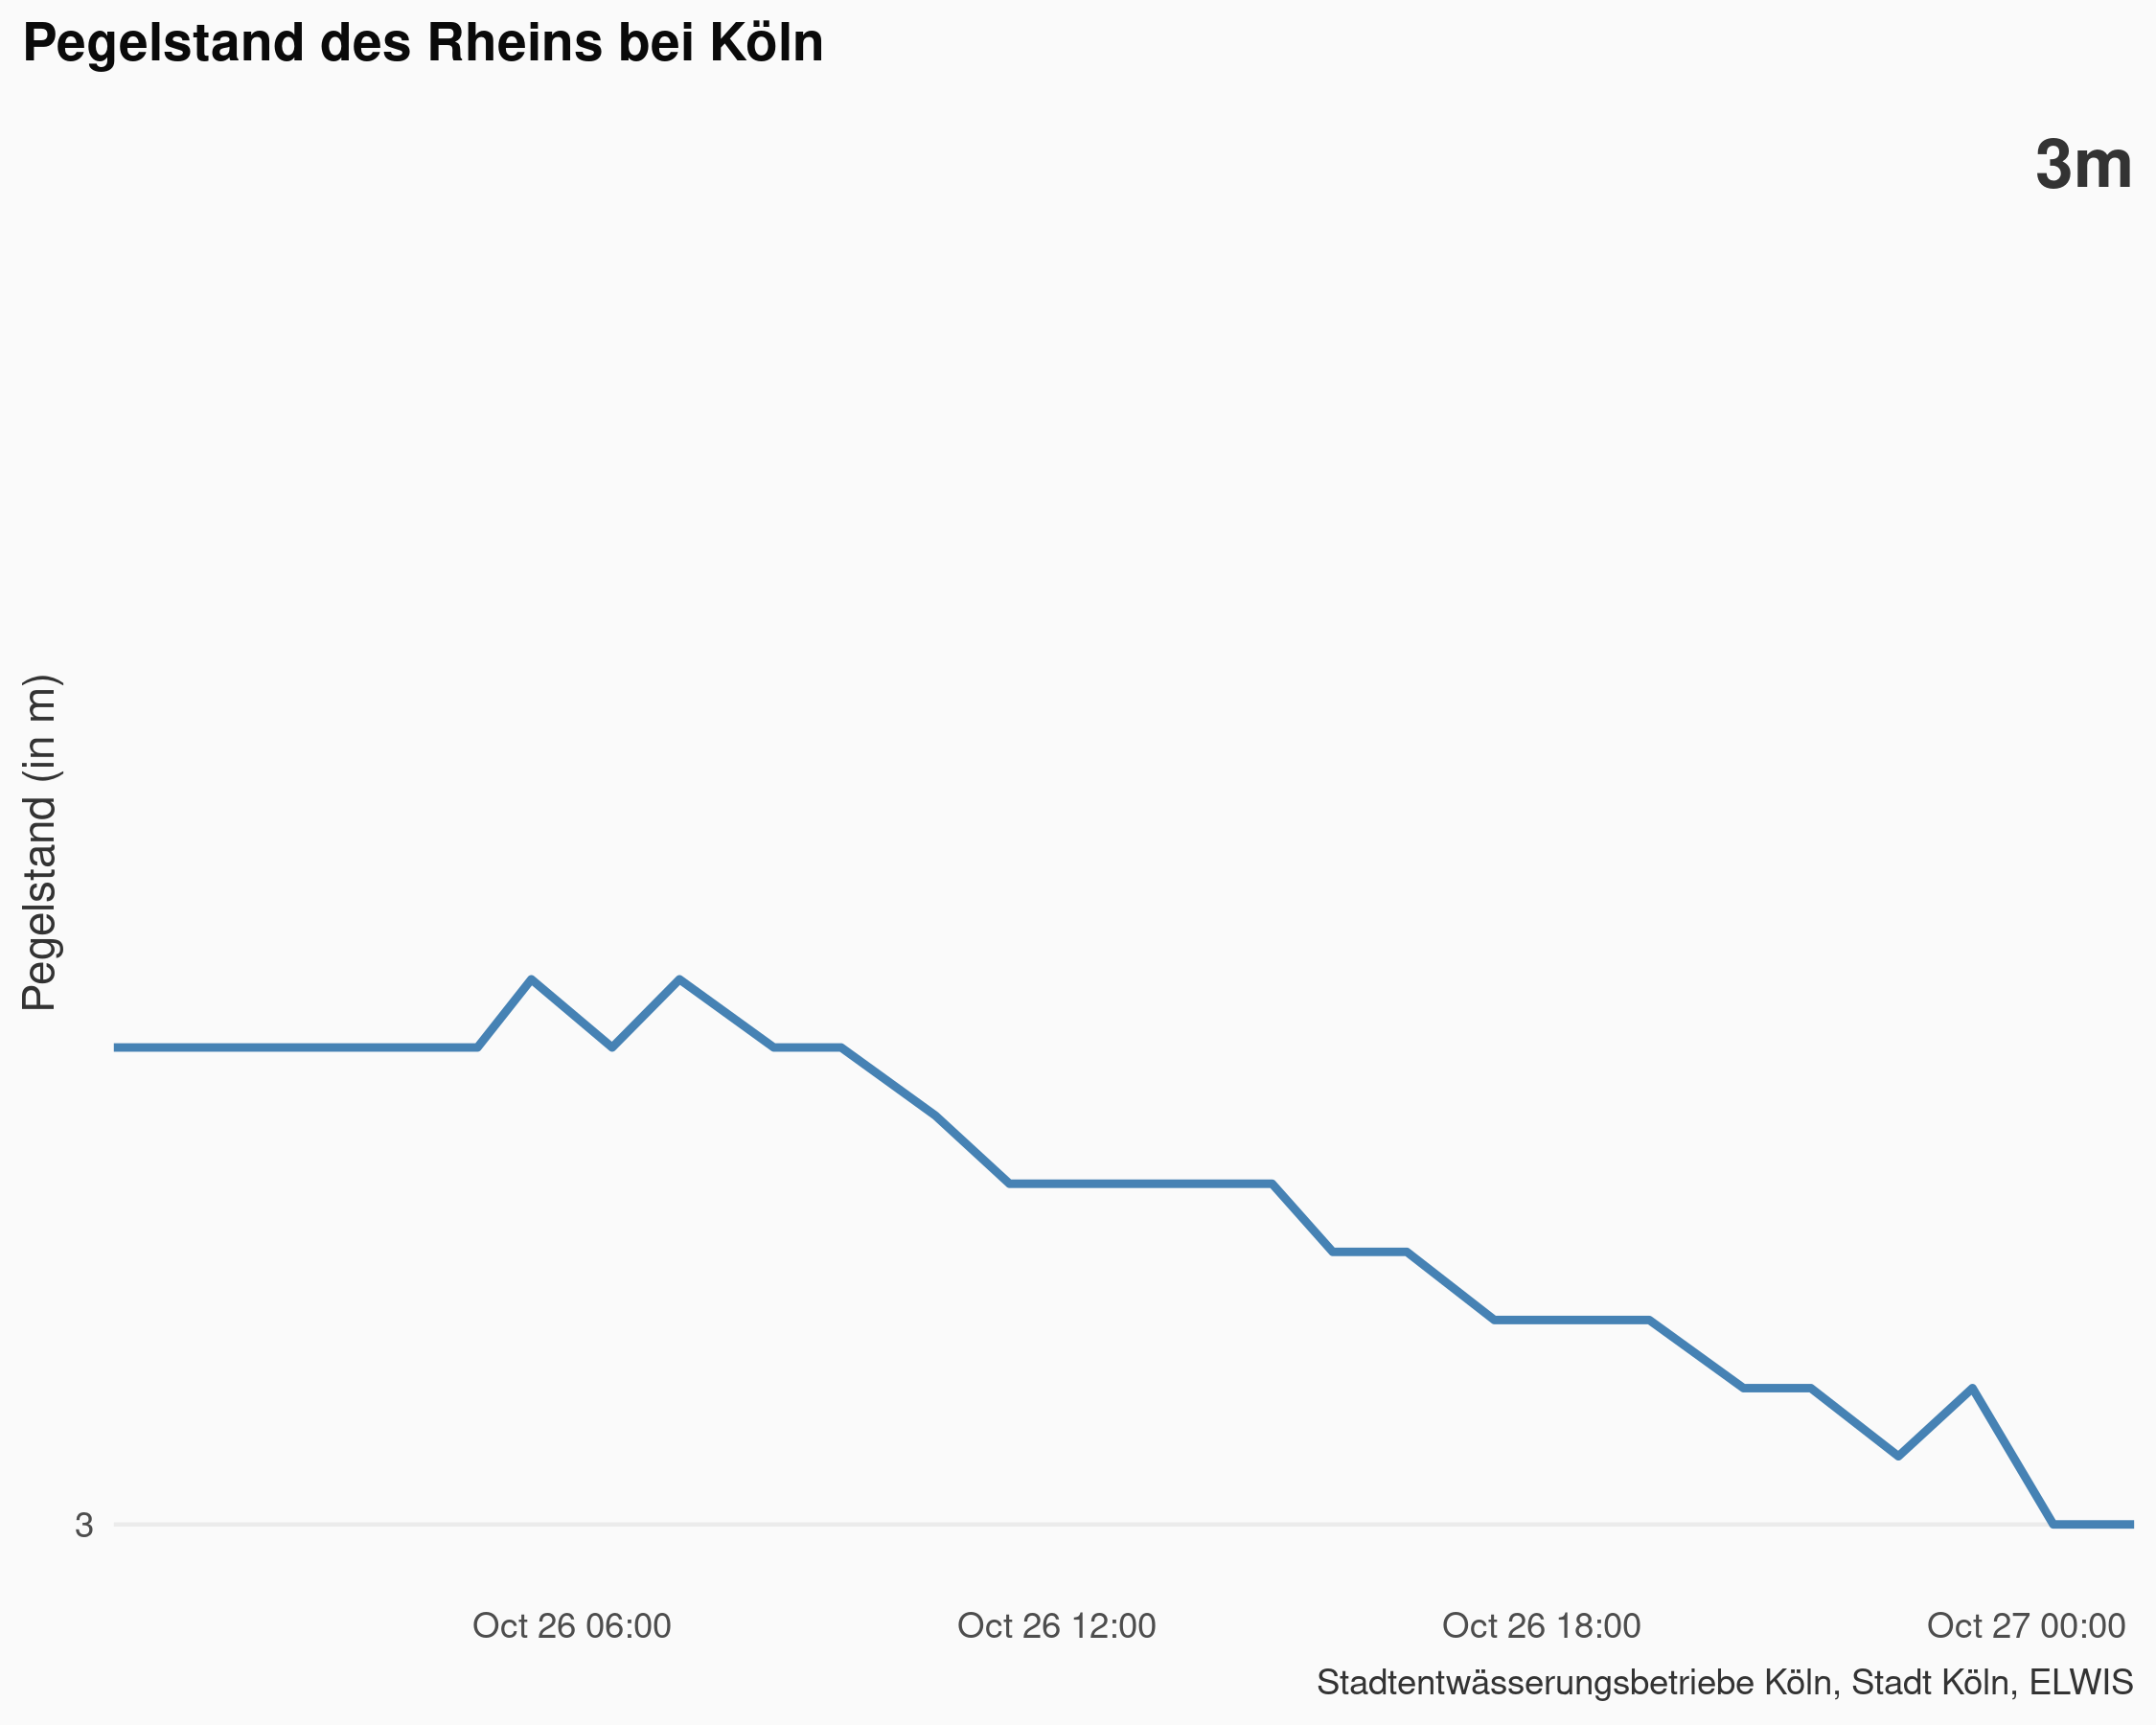 Pegelstand des Rheins bei Köln
3m
Pegelstand (in m)
3
Oct 26 06:00
Oct 26 12:00
Oct 26 18:00
Oct 27 00:00
Stadtentwässerungsbetriebe Köln, Stadt Köln, ELWIS